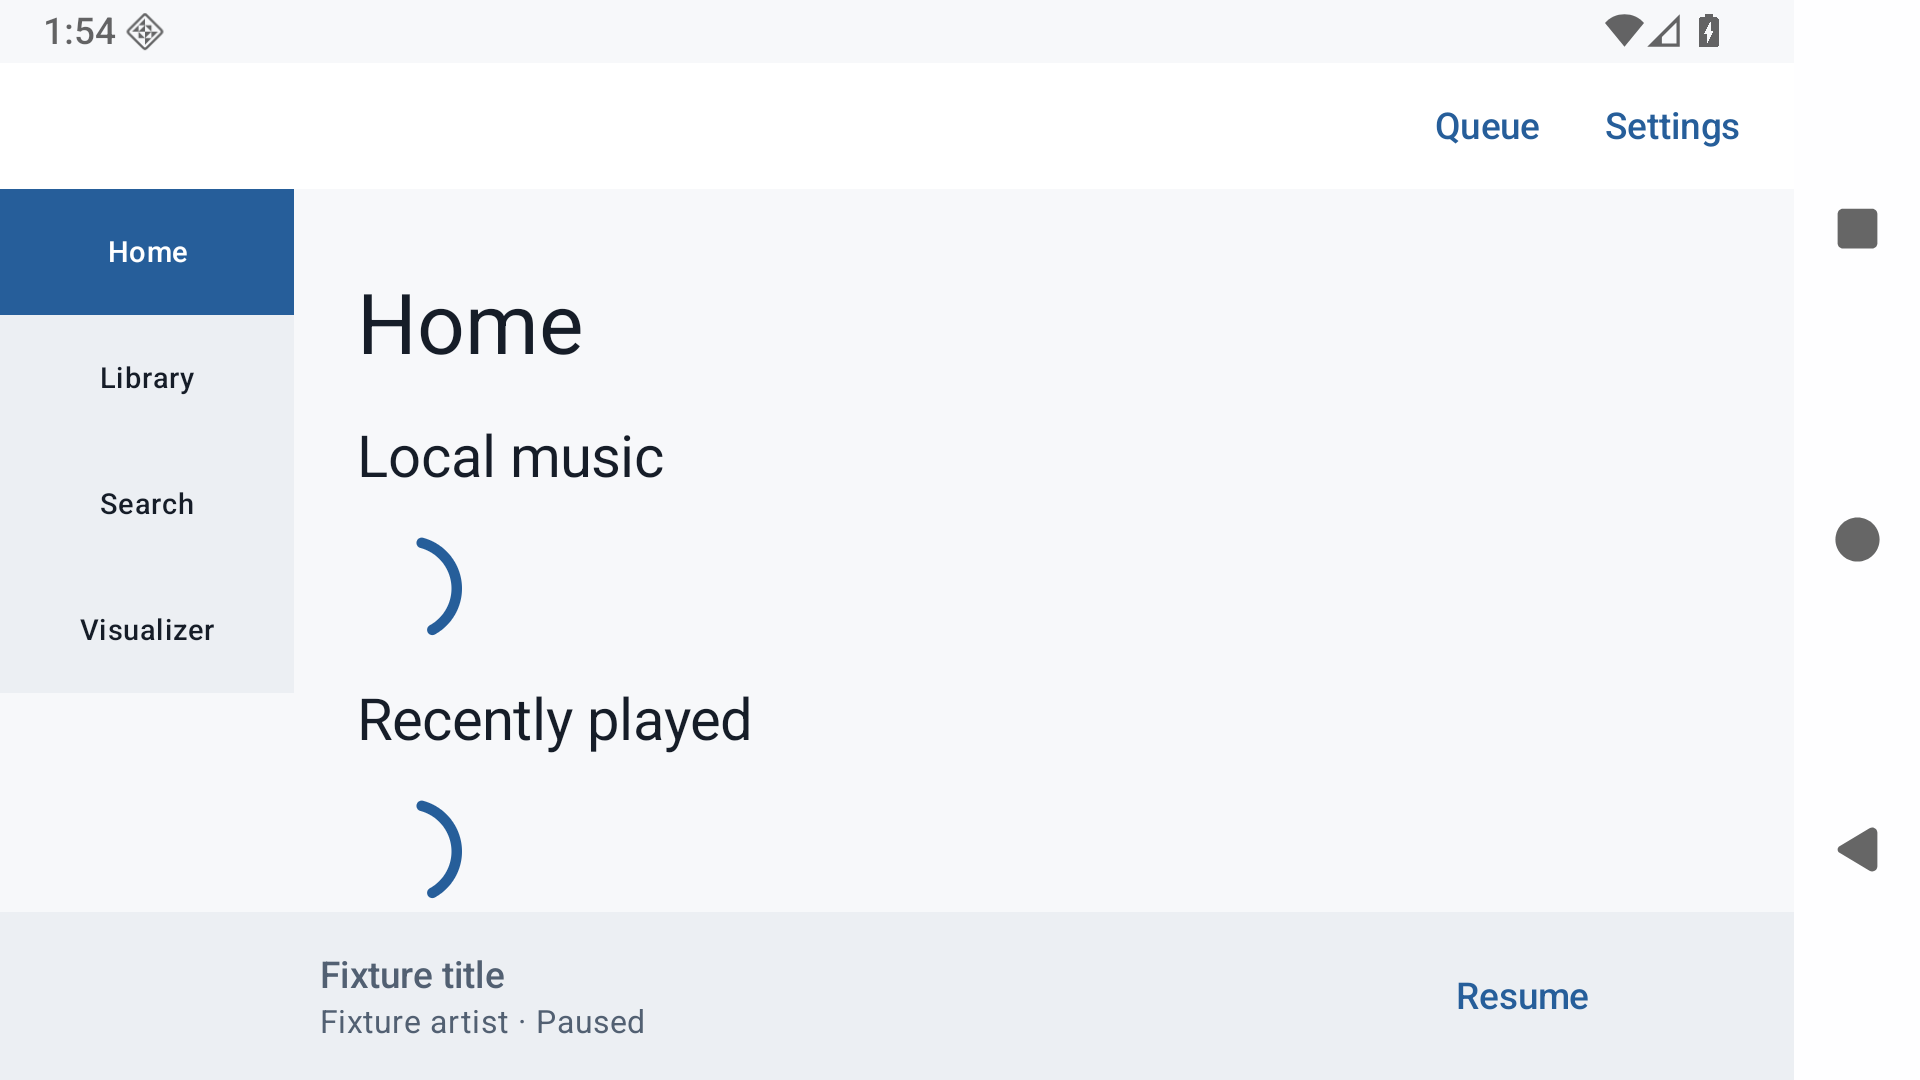 1:54
Queue
Settings
Home
Library
Search
Visualizer
Home
Local music
Recently played
Fixture title
Fixture artist · Paused
Resume